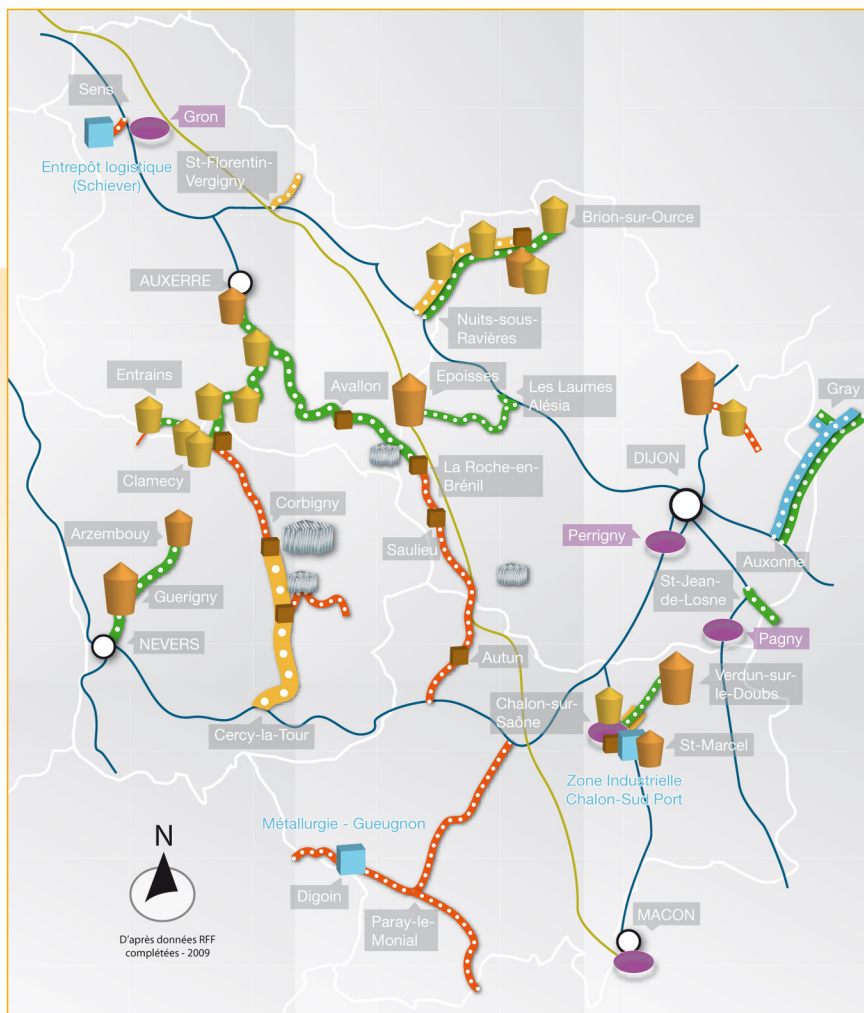 Sens
Gron
Entrepôt logistique
(Schiever)
St-Florentin-
Vergigny
Brion-sur-Ource
AUXERRE
Nuits-sous-
Ravières
Entrains
Avallon
Epoisses
Les Laumes
Alésia
Gray
DIJON
Clamecy
La Roche-en-
Brénil
Corbigny
Arzembouy
Saulieu
Perrigny
Auxonne
St-Jean-
de-Losne
Guerigny
Pagny
NEVERS
Autun
Verdun-sur-
le-Doubs
Chalon-sur-
Saône
Cercy-la-Tour
St-Marcel
Zone Industrielle
Chalon-Sud Port
Métallurgie - Gueugnon
N
Digoin
Paray-le-
Monial
MACON
D'après données RFF
complétées - 2009